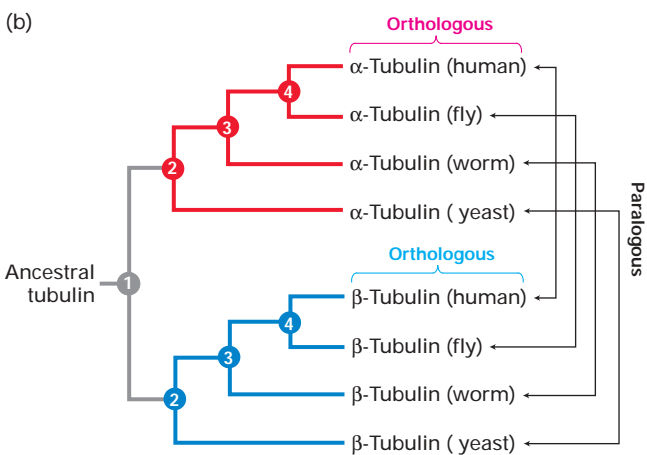 (b)
Orthologous
α-Tubulin (human)
4
α-Tubulin (fly)
3
α-Tubulin (worm)
2
α-Tubulin ( yeast)
Paralogous
Ancestral
tubulin
1
Orthologous
β-Tubulin (human)
4
β-Tubulin (fly)
3
β-Tubulin (worm)
2
β-Tubulin ( yeast)